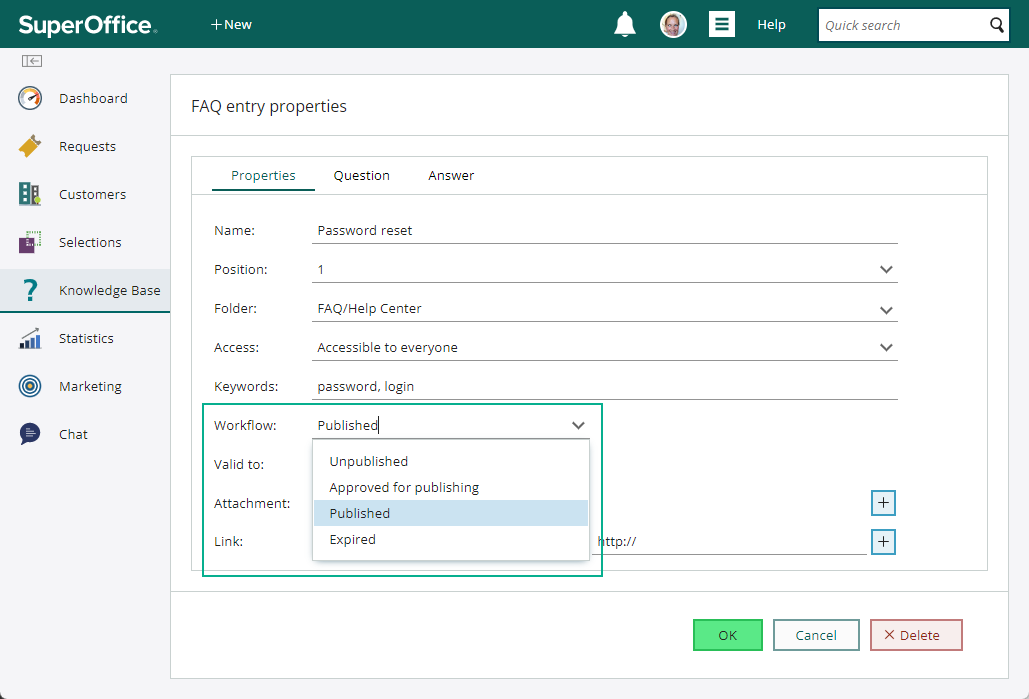 SuperOffice.
+ New
Help
Quick search
Dashboard
Requests
Customers
Selections
Knowledge Base
Statistics
Marketing
Chat
FAQ entry properties
Properties Question Answer
Name: Password reset
Position: 1
Folder: FAQ/Help Center
Access: Accessible to everyone
Keywords: password, login
Workflow: Published
Unpublished
Approved for publishing
Published
Expired
Valid to:
Attachment: +
Link: http:// +
OK Cancel × Delete